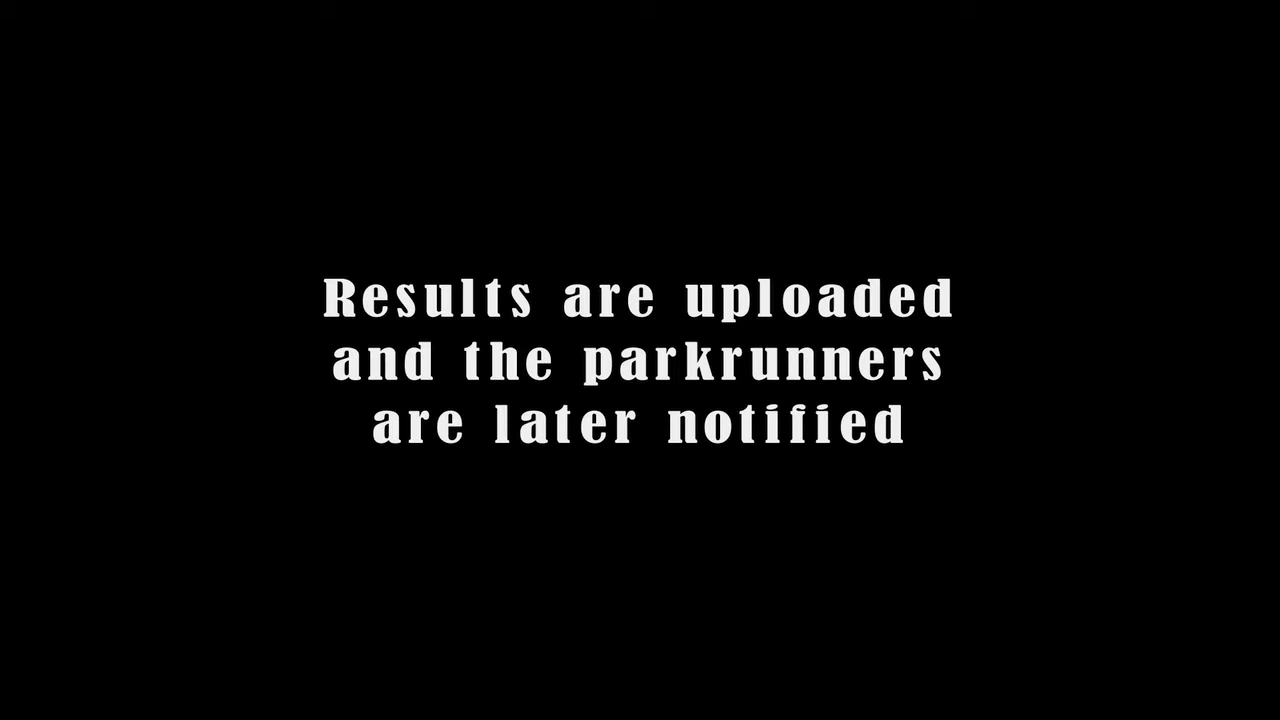 Results are uploaded
and the parkrunners
are later notified